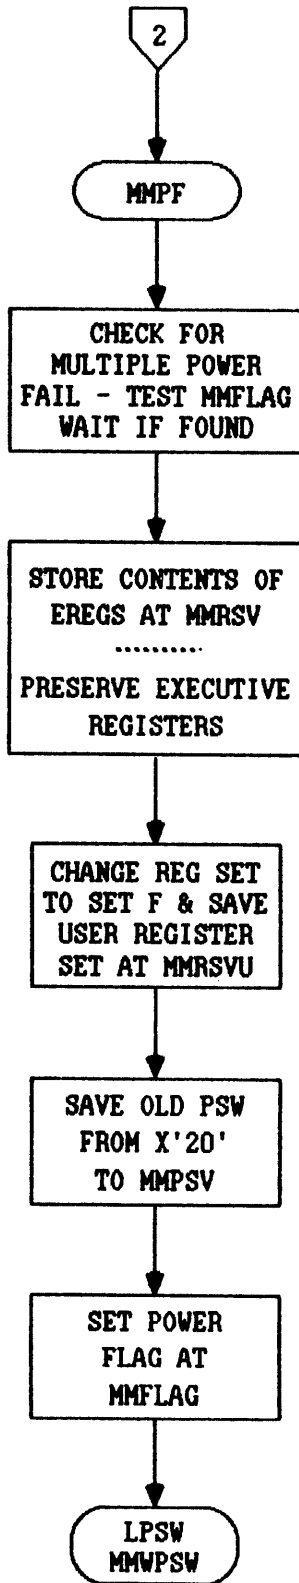 2
MMPF
CHECK FOR
MULTIPLE POWER
FAIL - TEST MMFLAG
WAIT IF FOUND
STORE CONTENTS OF
EREGS AT MMRSV
..........
PRESERVE EXECUTIVE
REGISTERS
CHANGE REG SET
TO SET F & SAVE
USER REGISTER
SET AT MMRSVU
SAVE OLD PSW
FROM X'20'
TO MMPSV
SET POWER
FLAG AT
MMFLAG
LPSW
MMWPSW